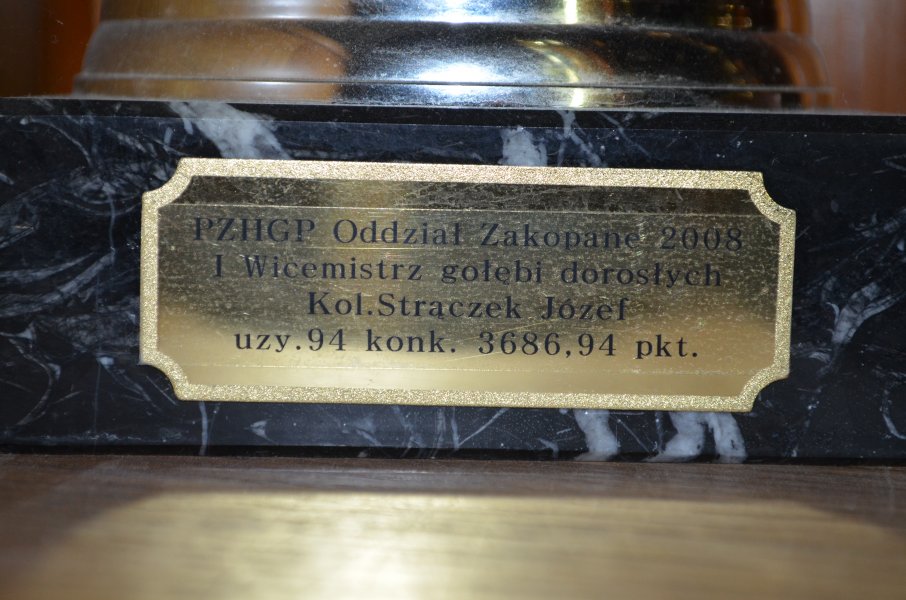 PZHGP Oddział Zakopane 2008
I Wicemistrz gołębi dorosłych
Kol.Strączek Józef
uzy.94 konk. 3686,94 pkt.